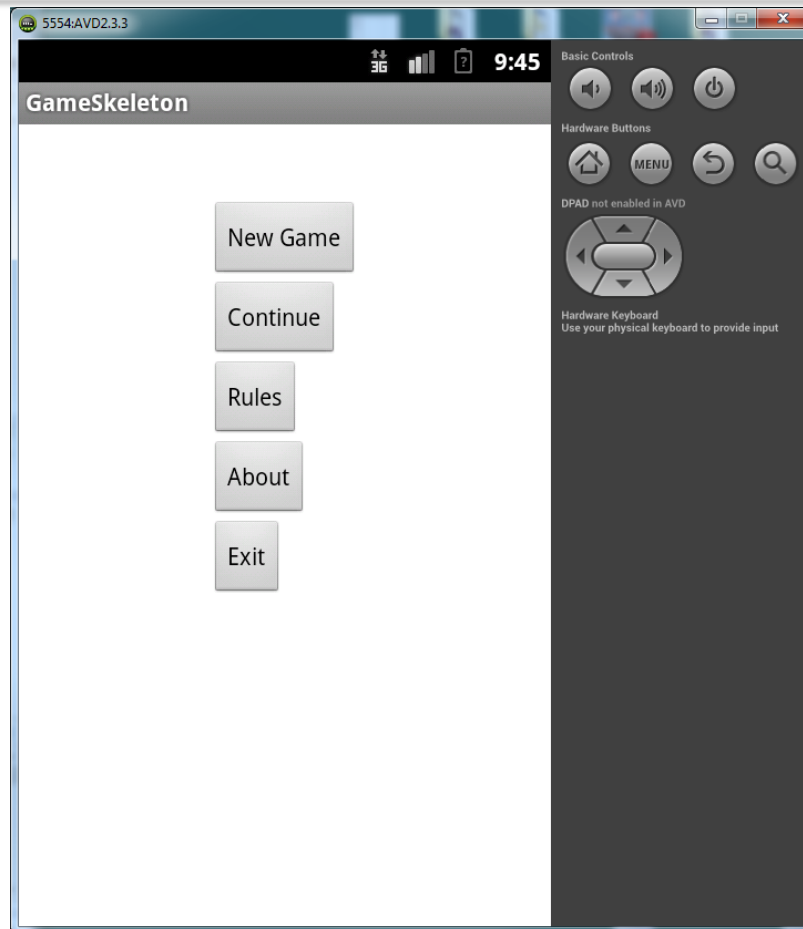 5554:AVD2.3.3
3G ? 9:45
GameSkeleton
New Game
Continue
Rules
About
Exit
Basic Controls
Hardware Buttons
MENU
DPAD not enabled in AVD
Hardware Keyboard
Use your physical keyboard to provide input